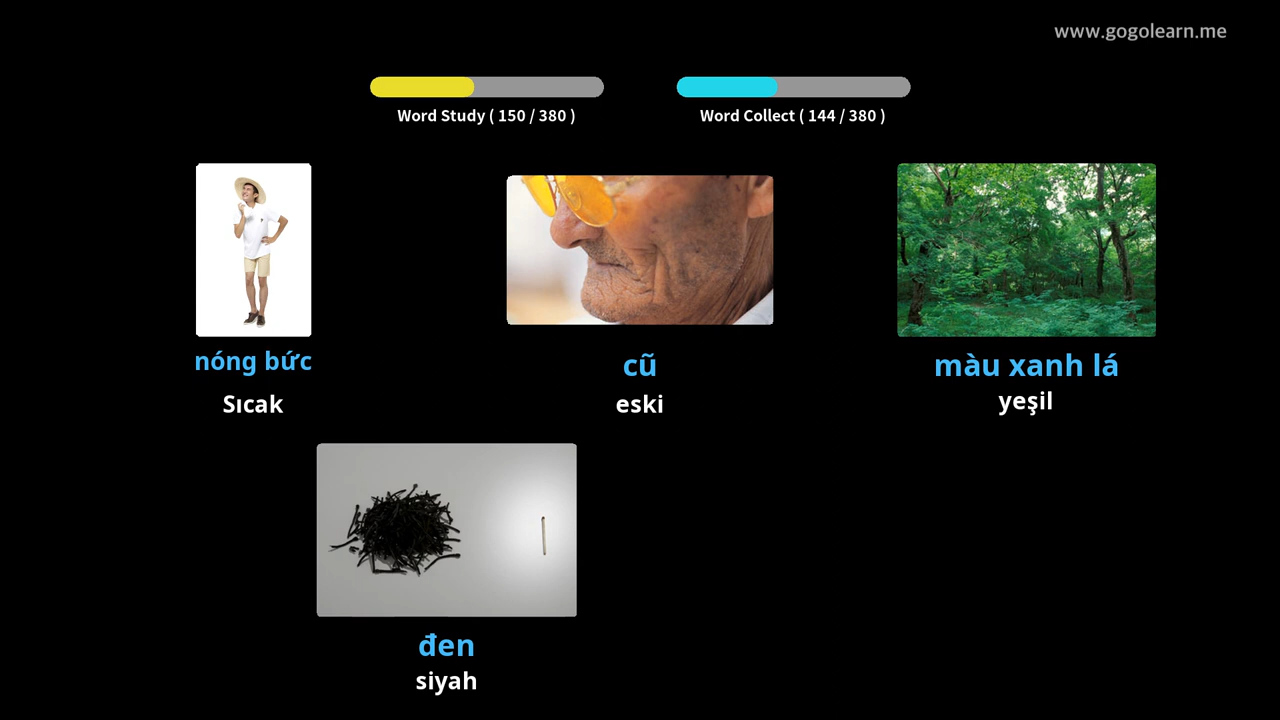 www.gogolearn.me
Word Study ( 150 / 380 )
Word Collect ( 144 / 380 )
nóng bức
Sıcak
cũ
eski
màu xanh lá
yeşil
đen
siyah